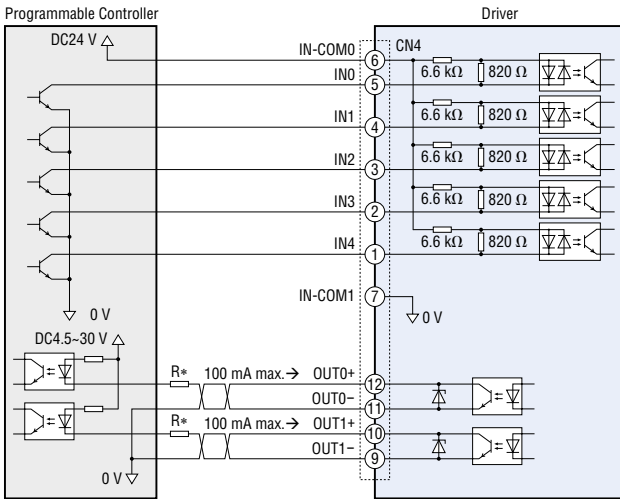 Programmable Controller
Driver
DC24 V
IN-COM0
CN4
6
6.6 kΩ
820 Ω
IN0
5
IN1
4
6.6 kΩ
820 Ω
IN2
3
6.6 kΩ
820 Ω
IN3
2
6.6 kΩ
820 Ω
IN4
1
6.6 kΩ
820 Ω
IN-COM1
7
0 V
0 V
DC4.5~30 V
R*
100 mA max.→
OUT0+
12
OUT0−
11
R*
100 mA max.→
OUT1+
10
OUT1−
9
0 V